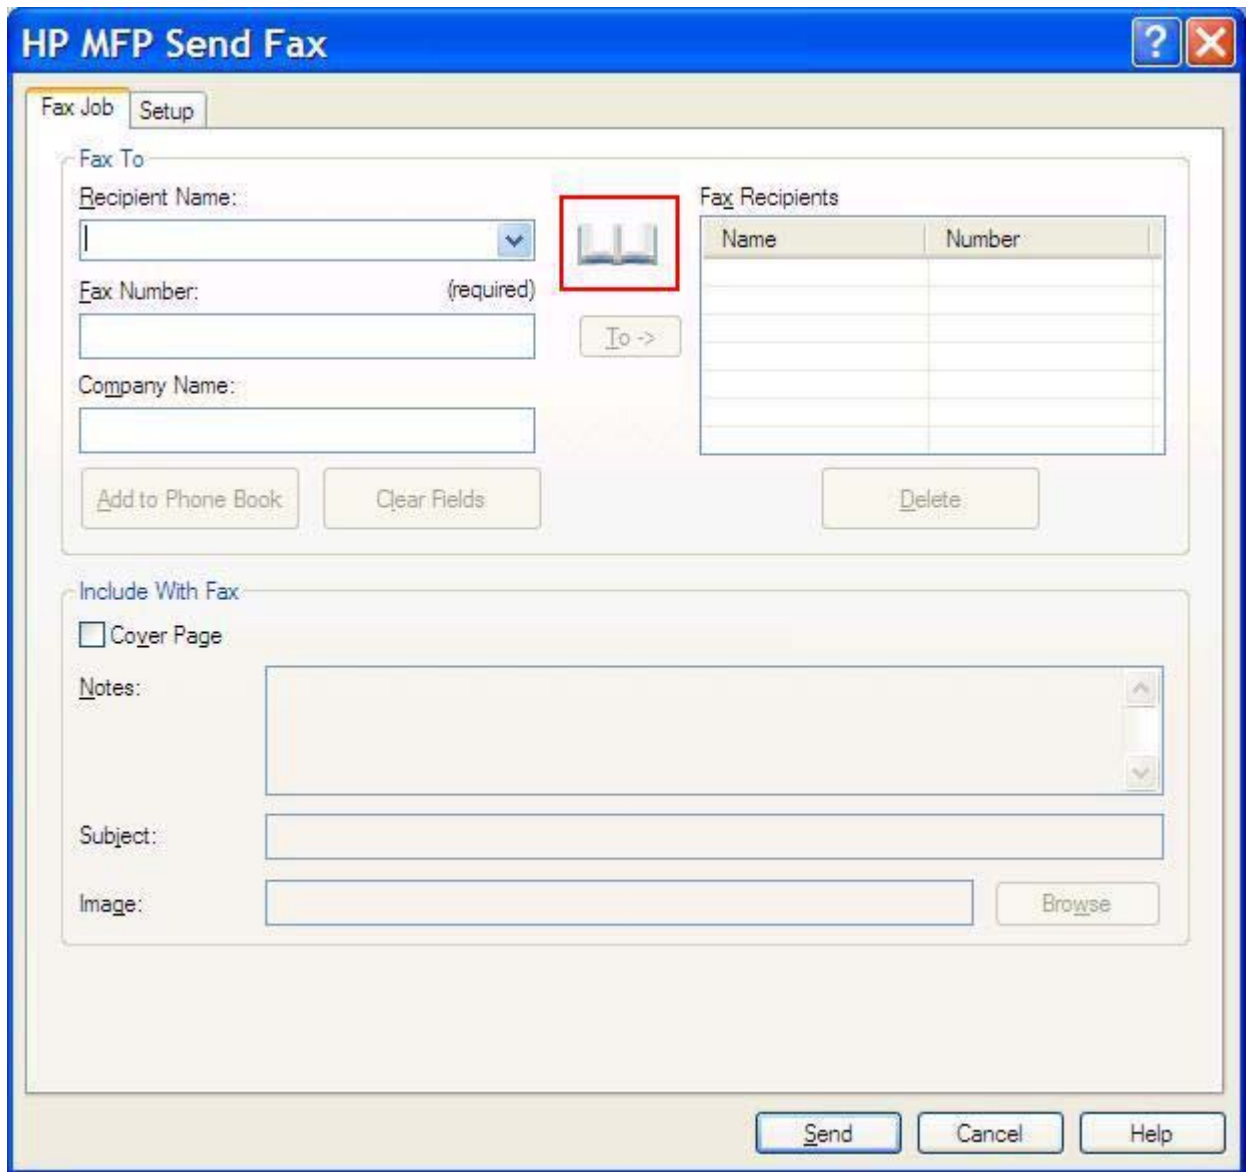 HP MFP Send Fax
Fax Job
Setup
Fax To
Recipient Name:
Fax Number:
(required)
Company Name:
Add to Phone Book
Clear Fields
To ->
Fax Recipients
Name
Number
Delete
Include With Fax
Cover Page
Notes:
Subject:
Image:
Browse
Send
Cancel
Help